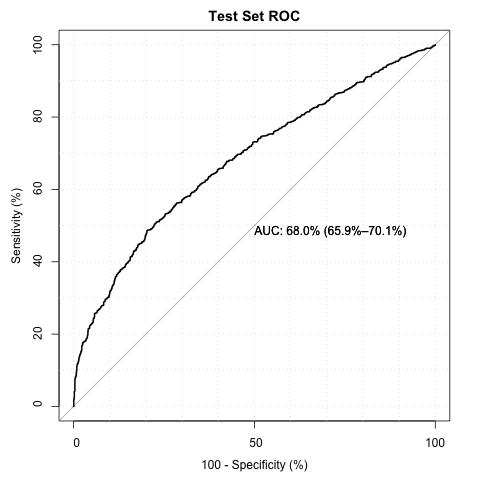 Test Set ROC
100
80
60
40
20
0
Sensitivity (%)
AUC: 68.0% (65.9%–70.1%)
0 50 100
100 - Specificity (%)